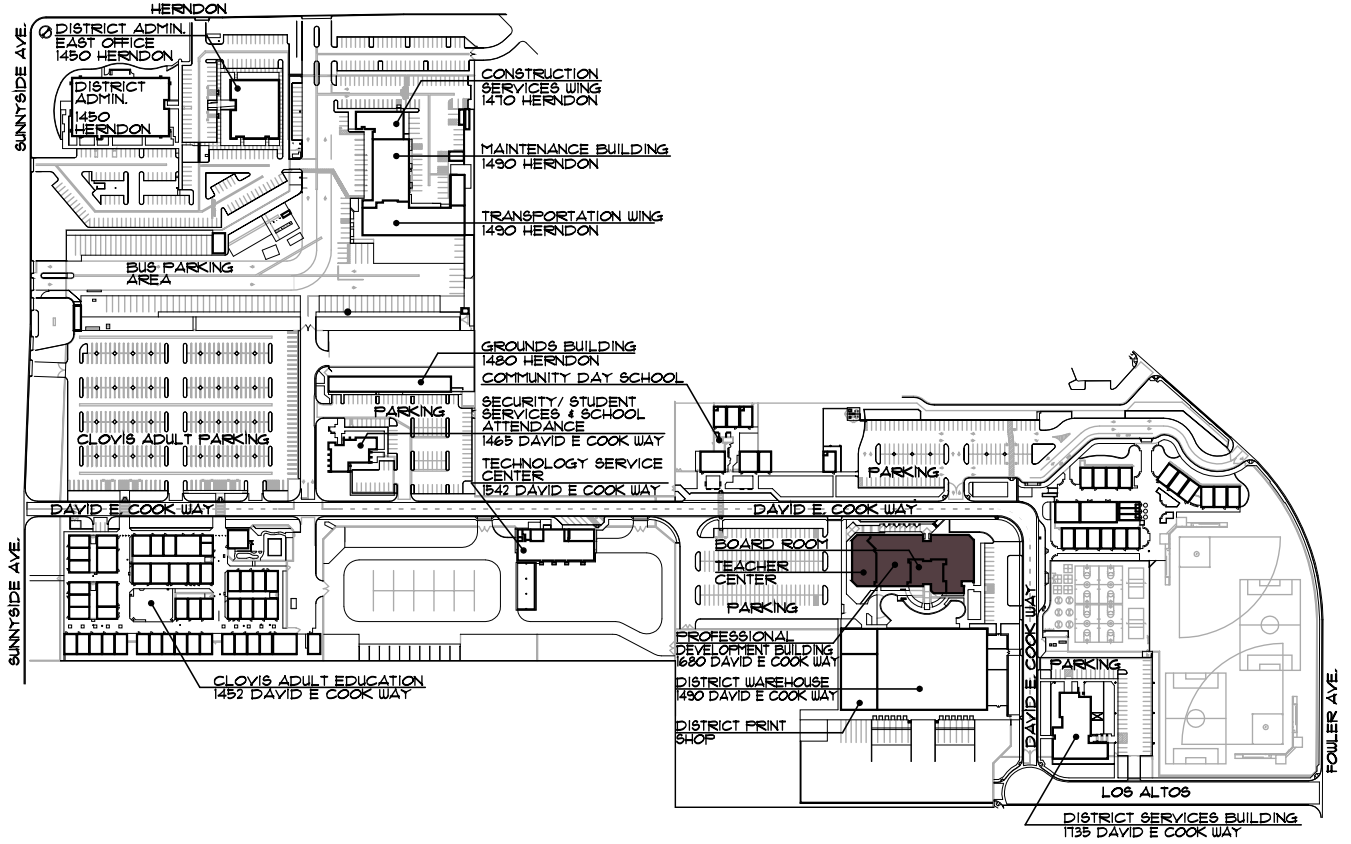 HERNDON
SUNNYSIDE AVE.
DISTRICT ADMIN.
EAST OFFICE
1450 HERNDON
DISTRICT
ADMIN.
1450
HERNDON
CONSTRUCTION
SERVICES WING
1470 HERNDON
MAINTENANCE BUILDING
1490 HERNDON
TRANSPORTATION WING
1490 HERNDON
BUS PARKING
AREA
GROUNDS BUILDING
1480 HERNDON
COMMUNITY DAY SCHOOL
SECURITY/ STUDENT
SERVICES & SCHOOL
ATTENDANCE
1465 DAVID E COOK WAY
TECHNOLOGY SERVICE
CENTER
1542 DAVID E COOK WAY
PARKING
CLOVIS ADULT PARKING
PARKING
DAVID E. COOK WAY
DAVID E. COOK WAY
SUNNYSIDE AVE.
BOARD ROOM
TEACHER
CENTER
PARKING
PROFESSIONAL
DEVELOPMENT BUILDING
1680 DAVID E COOK WAY
DISTRICT WAREHOUSE
1490 DAVID E COOK WAY
DISTRICT PRINT
SHOP
DAVID E. COOK WAY
PARKING
CLOVIS ADULT EDUCATION
1452 DAVID E COOK WAY
FOWLER AVE.
LOS ALTOS
DISTRICT SERVICES BUILDING
1735 DAVID E COOK WAY